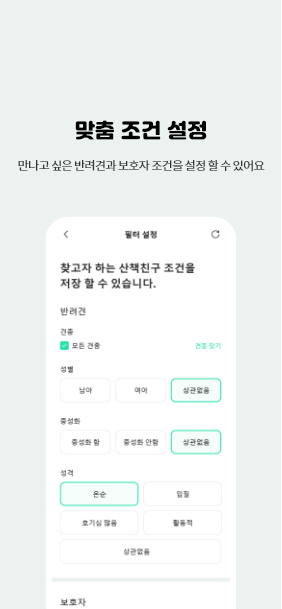 맞춤 조건 설정
만나고 싶은 반려견과 보호자 조건을 설정 할 수 있어요
필터 설정
찾고자 하는 산책친구 조건을
저장 할 수 있습니다.
반려견
견종
모든 견종 견종 찾기
성별
남아 여아 상관없음
중성화
중성화 함 중성화 안함 상관없음
성격
온순 입질
호기심 많음 활동적
상관없음
보호자